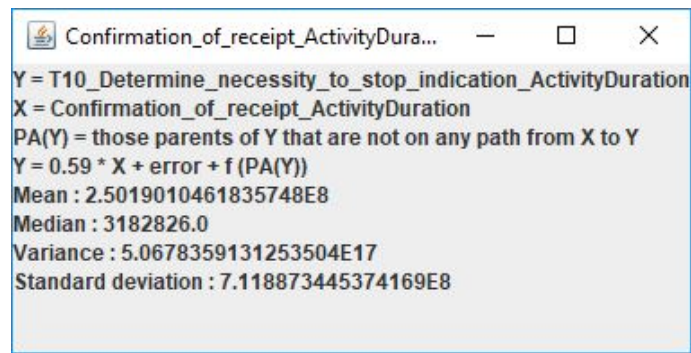 Confirmation_of_receipt_ActivityDura...
Y = T10_Determine_necessity_to_stop_indication_ActivityDuration
X = Confirmation_of_receipt_ActivityDuration
PA(Y) = those parents of Y that are not on any path from X to Y
Y = 0.59 * X + error + f (PA(Y))
Mean : 2.5019010461835748E8
Median : 3182826.0
Variance : 5.0678359131253504E17
Standard deviation : 7.118873445374169E8